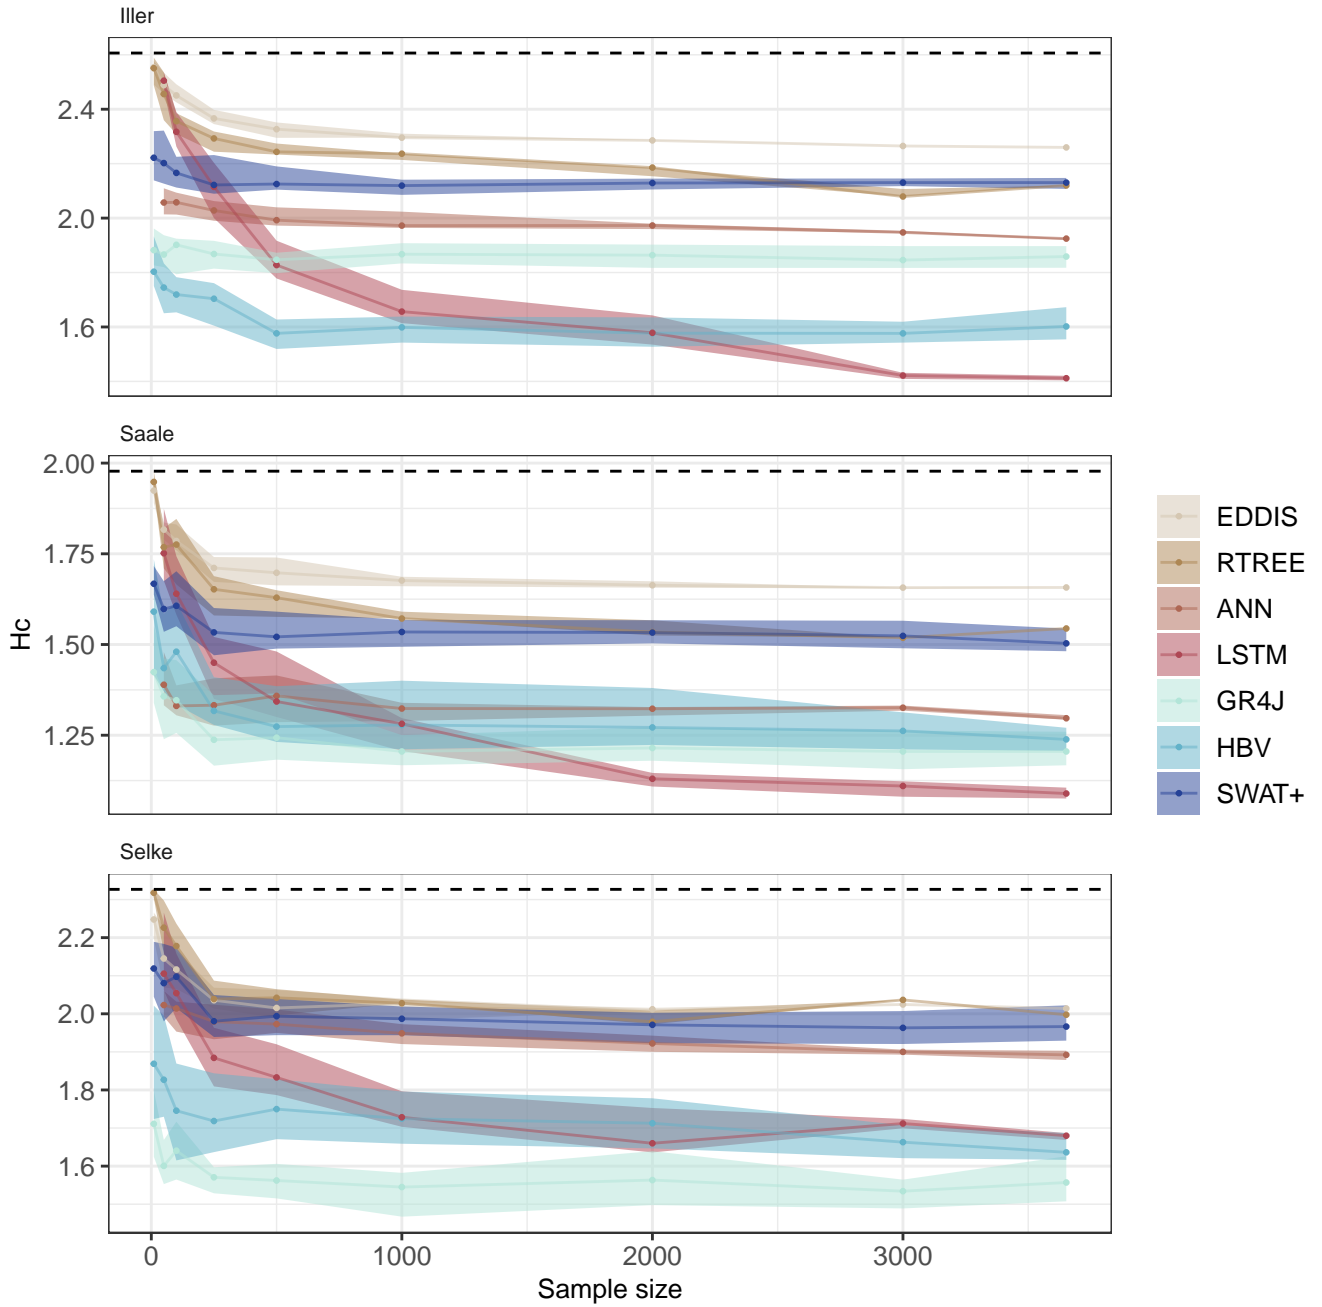 Iller
2.4
2.0
1.6
Saale
2.00
1.75
1.50
1.25
Hc
Selke
2.2
2.0
1.8
1.6
0 1000 2000 3000
Sample size
EDDIS
RTREE
ANN
LSTM
GR4J
HBV
SWAT+